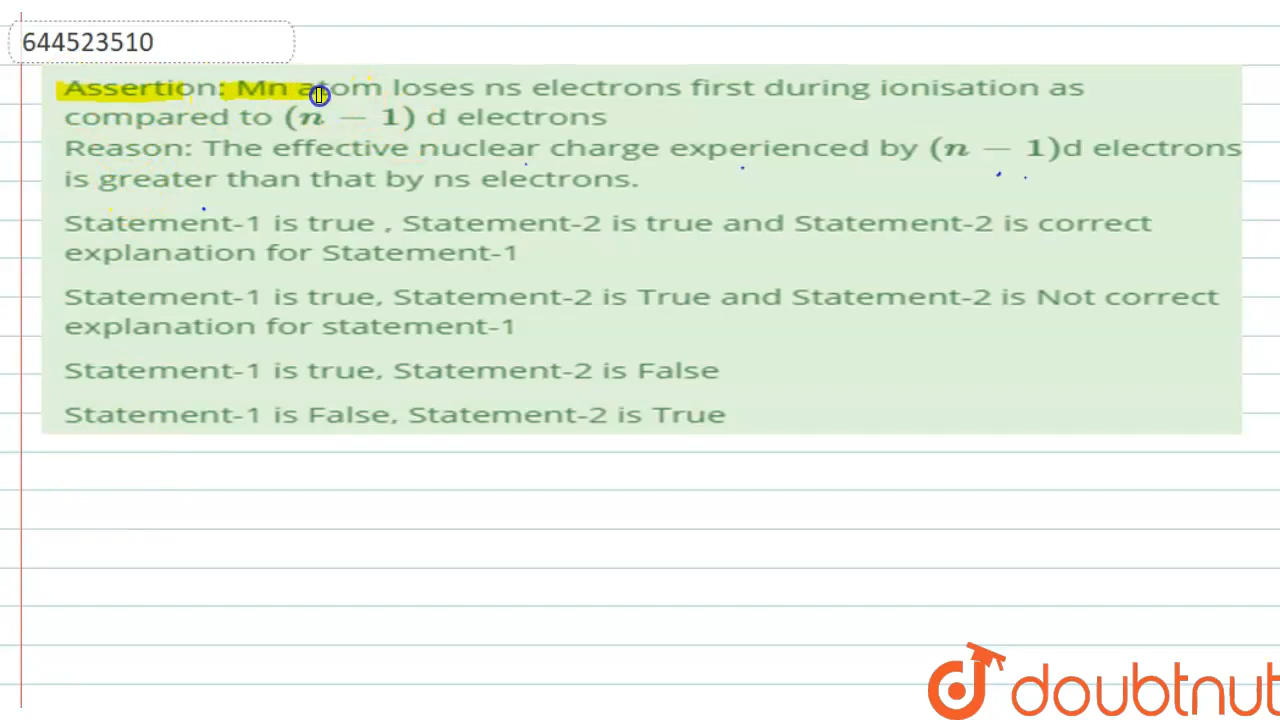 644523510
Assertion: Mn atom loses ns electrons first during ionisation as
compared to (n − 1) d electrons
Reason: The effective nuclear charge experienced by (n − 1)d electrons
is greater than that by ns electrons.
Statement-1 is true , Statement-2 is true and Statement-2 is correct
explanation for Statement-1
Statement-1 is true, Statement-2 is True and Statement-2 is Not correct
explanation for statement-1
Statement-1 is true, Statement-2 is False
Statement-1 is False, Statement-2 is True
doubtnut